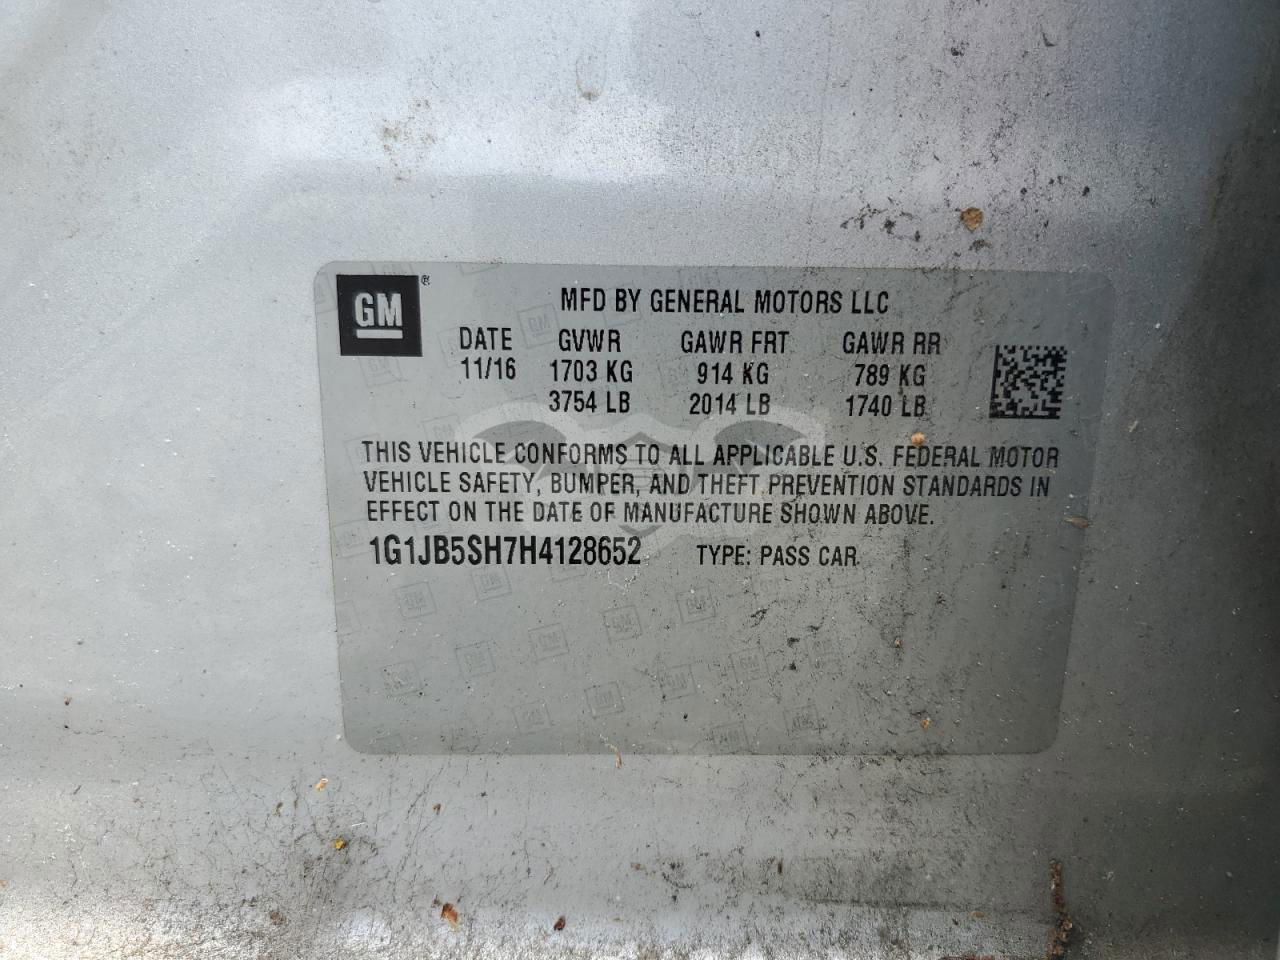 GM®
MFD BY GENERAL MOTORS LLC
DATE GVWR GAWR FRT GAWR RR
11/16 1703 KG 914 KG 789 KG
3754 LB 2014 LB 1740 LB
THIS VEHICLE CONFORMS TO ALL APPLICABLE U.S. FEDERAL MOTOR
VEHICLE SAFETY, BUMPER, AND THEFT PREVENTION STANDARDS IN
EFFECT ON THE DATE OF MANUFACTURE SHOWN ABOVE.
1G1JB5SH7H4128652 TYPE: PASS CAR